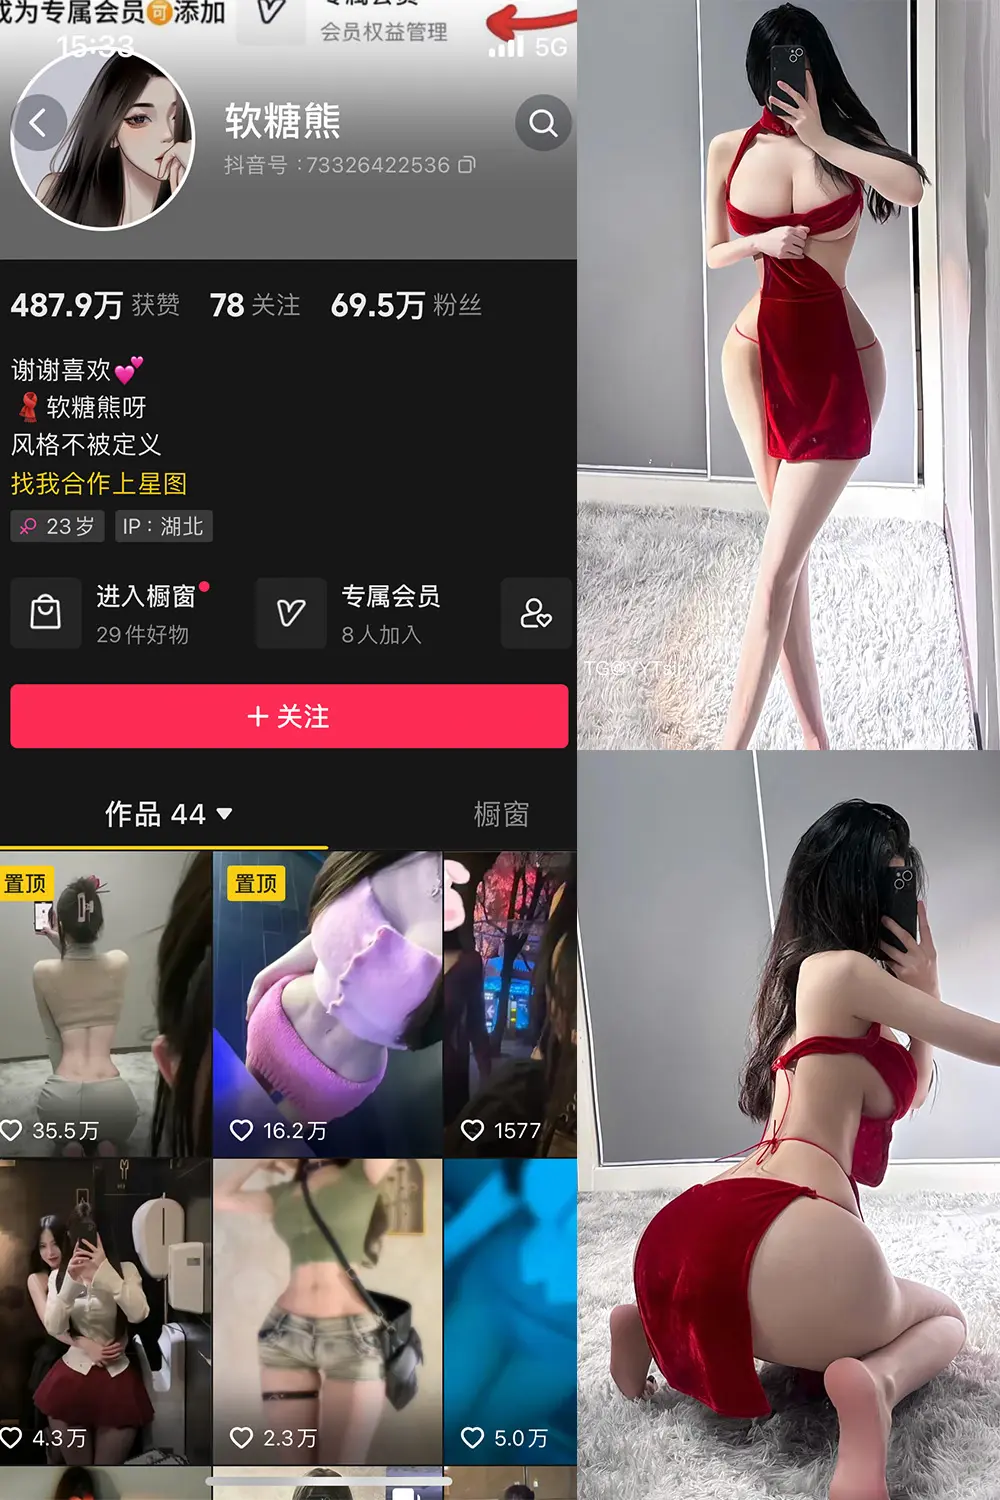 成为专属会员可添加
会员权益管理
15:33
5G
软糖熊
抖音号：73326422536
487.9万 获赞 78 关注 69.5万 粉丝
谢谢喜欢💕
🧣软糖熊呀
风格不被定义
找我合作上星图
23岁 IP：湖北
进入橱窗
29件好物
专属会员
8人加入
+ 关注
作品 44
橱窗
置顶
置顶
35.5万
16.2万
1577
4.3万
2.3万
5.0万